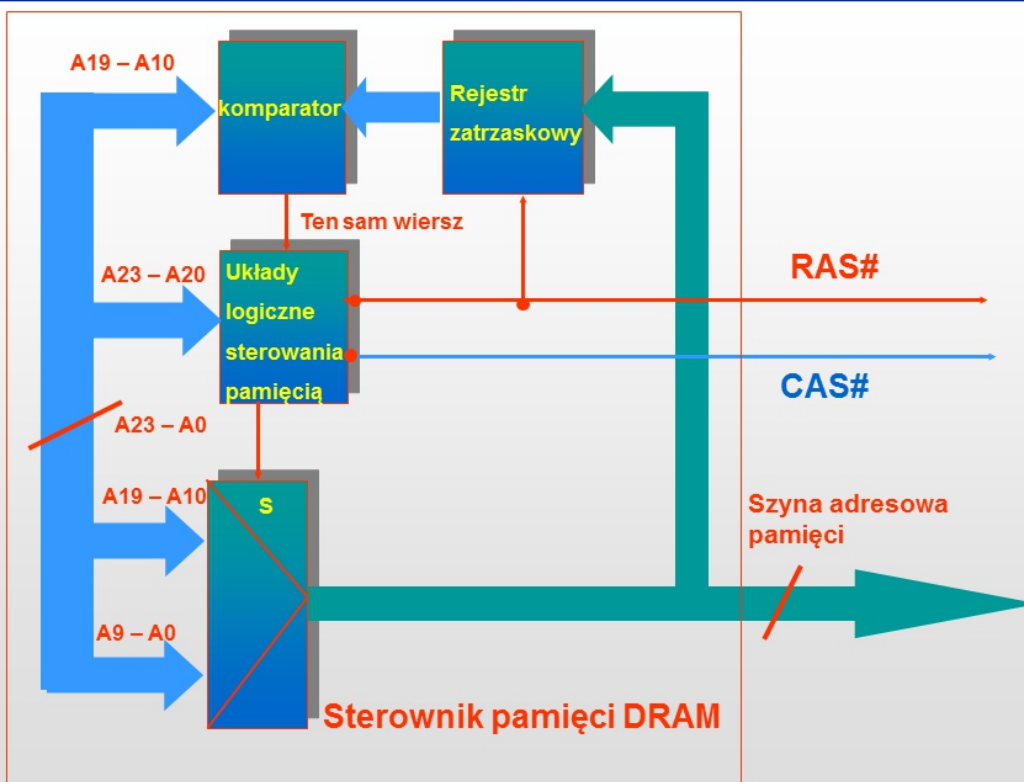 A19 – A10
komparator
Rejestr
zatrzaskowy
Ten sam wiersz
A23 – A20
Układy
logiczne
sterowania
pamięcią
RAS#
CAS#
A23 – A0
A19 – A10
S
Szyna adresowa
pamięci
A9 – A0
Sterownik pamięci DRAM